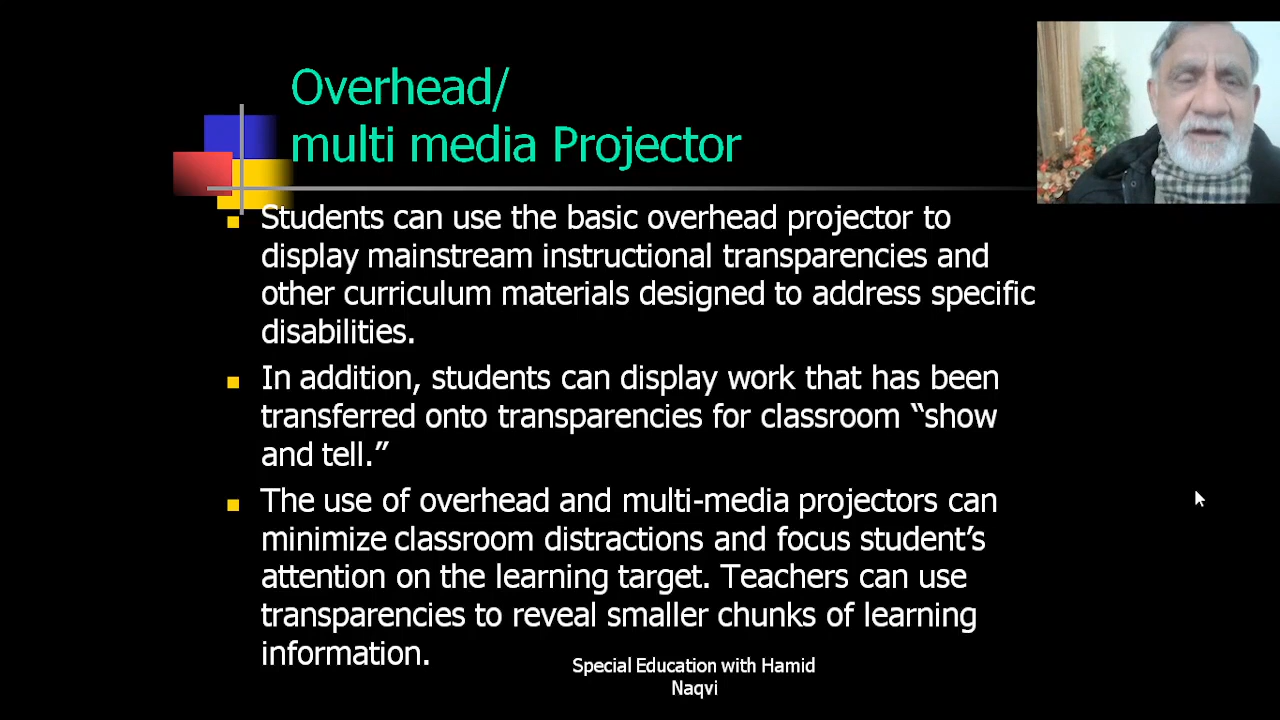 Overhead/
multi media Projector
Students can use the basic overhead projector to
display mainstream instructional transparencies and
other curriculum materials designed to address specific
disabilities.
In addition, students can display work that has been
transferred onto transparencies for classroom “show
and tell.”
The use of overhead and multi-media projectors can
minimize classroom distractions and focus student’s
attention on the learning target. Teachers can use
transparencies to reveal smaller chunks of learning
information.
Special Education with Hamid
Naqvi